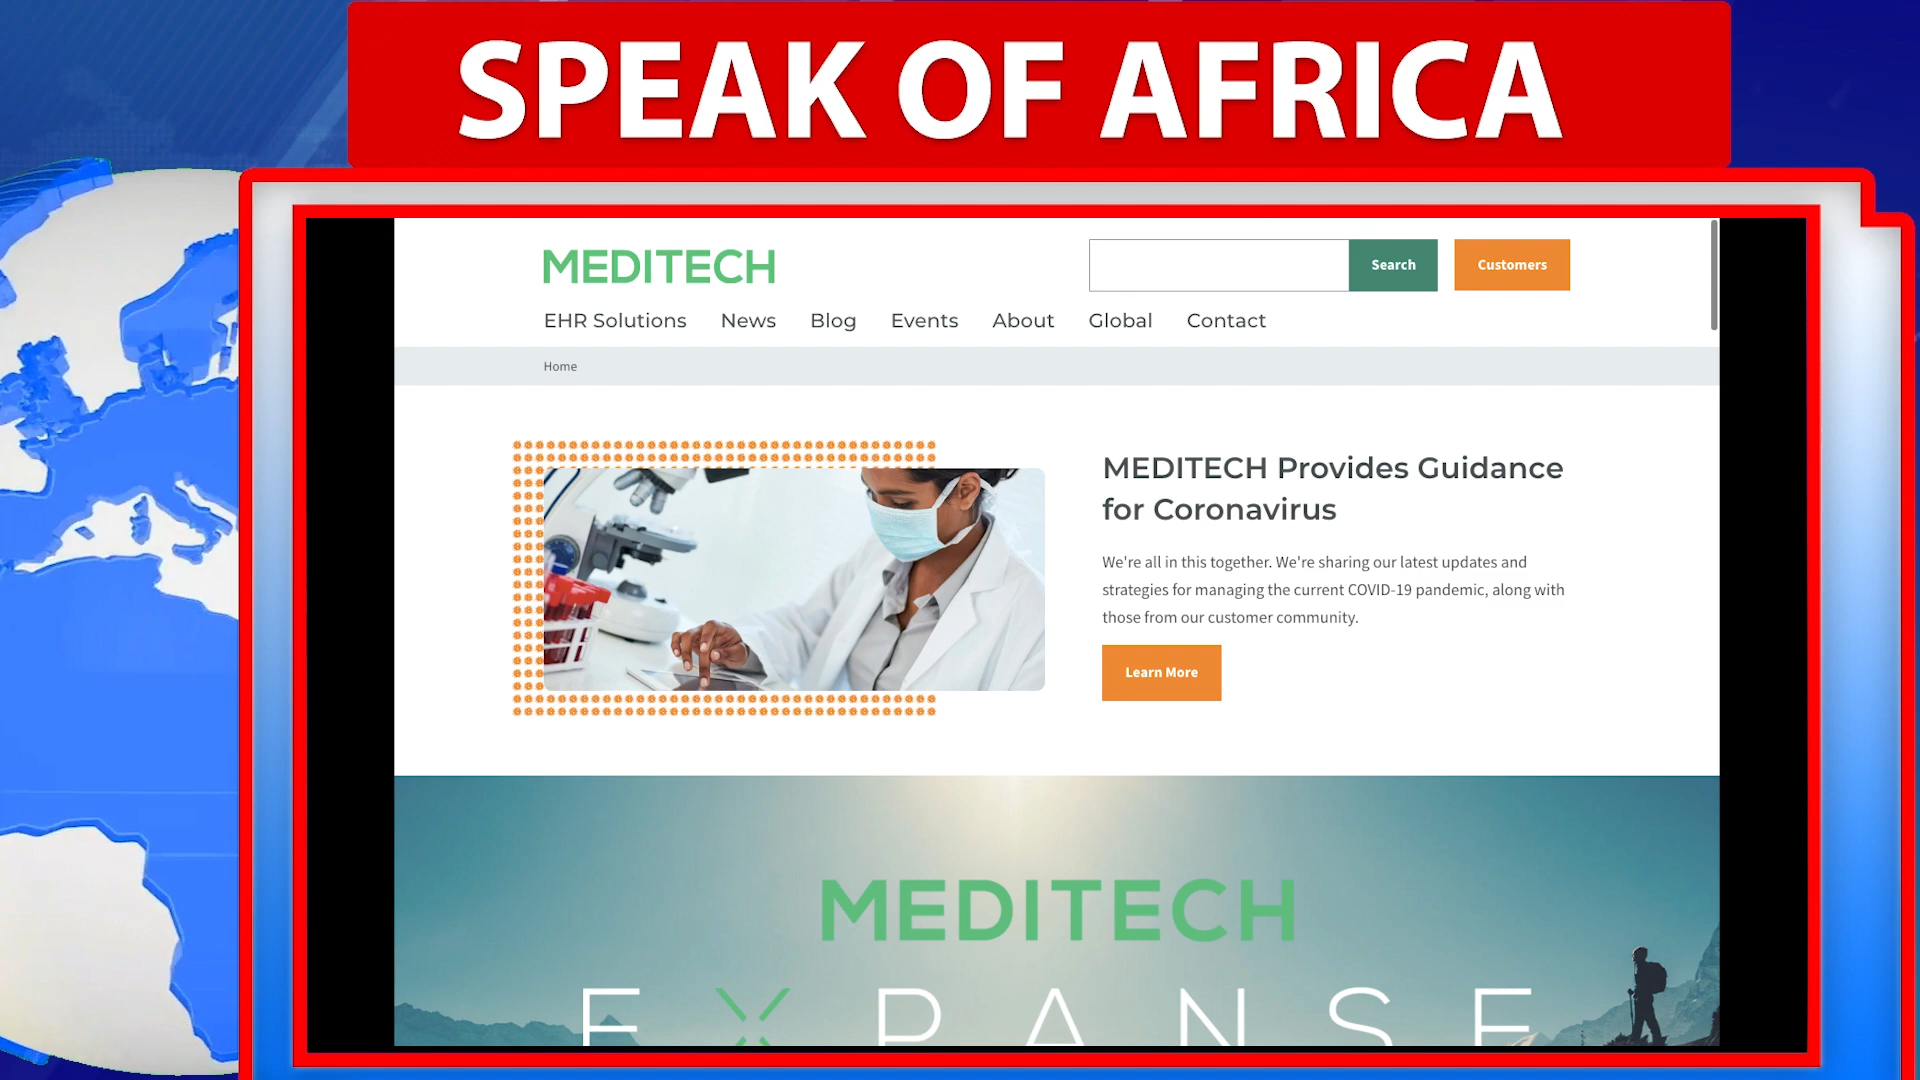 SPEAK OF AFRICA
MEDITECH
Search
Customers
EHR Solutions News Blog Events About Global Contact
Home
MEDITECH Provides Guidance
for Coronavirus
We're all in this together. We're sharing our latest updates and
strategies for managing the current COVID-19 pandemic, along with
those from our customer community.
Learn More
MEDITECH
EXPANSE